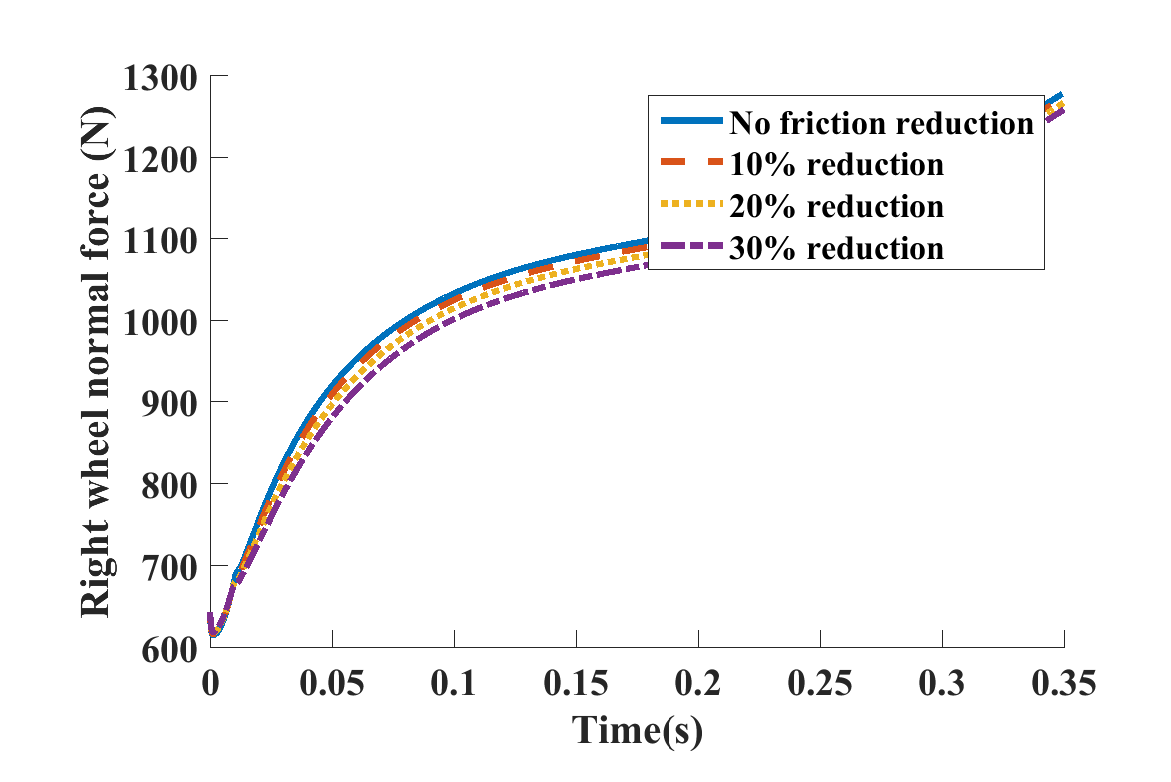 1300
1200
1100
1000
900
800
700
600
Right wheel normal force (N)
No friction reduction
10% reduction
20% reduction
30% reduction
0 0.05 0.1 0.15 0.2 0.25 0.3 0.35
Time(s)